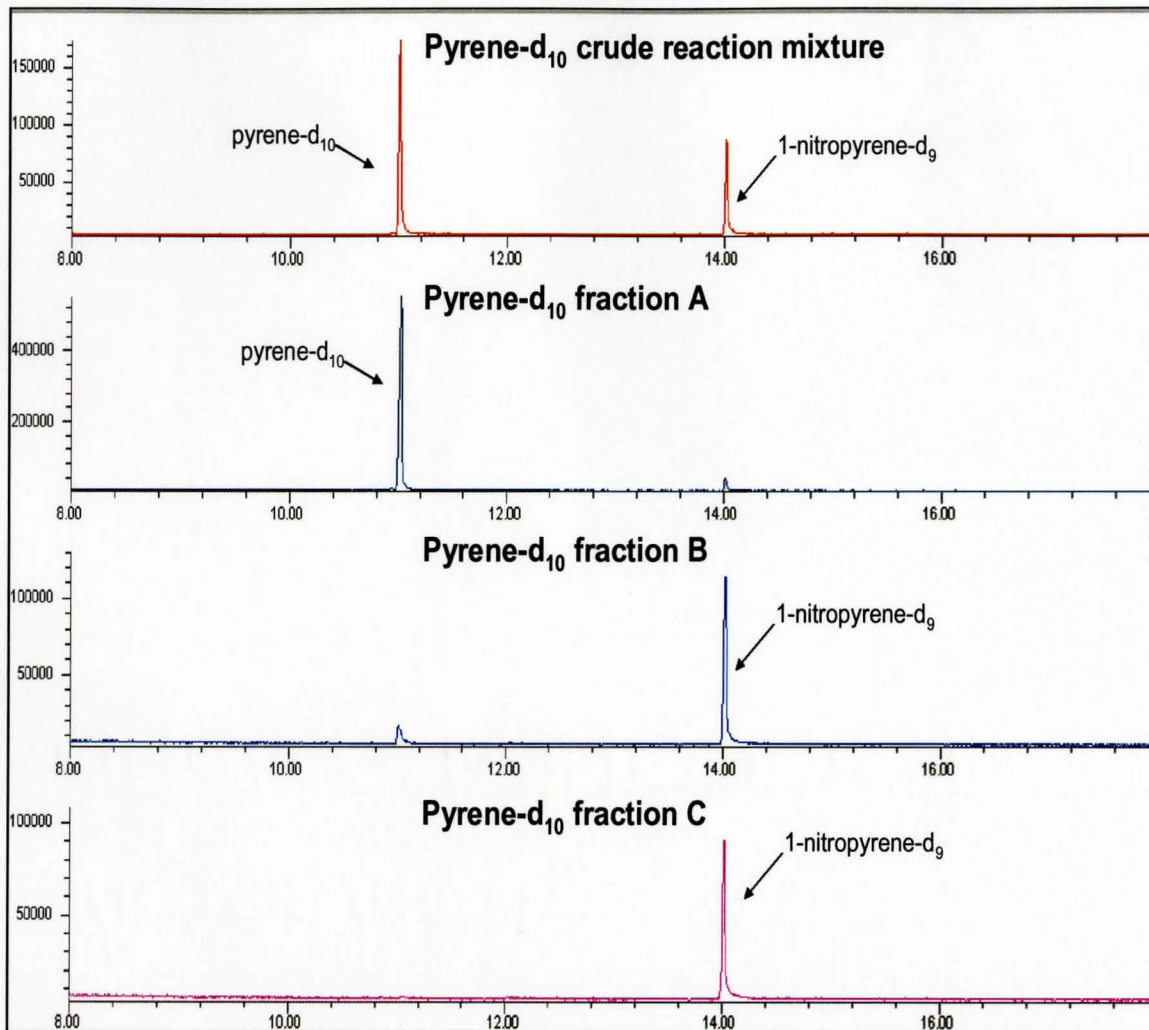 Pyrene-d10 crude reaction mixture
150000
100000
50000
pyrene-d10
1-nitropyrene-d9
8.00 10.00 12.00 14.00 16.00
Pyrene-d10 fraction A
400000
200000
pyrene-d10
8.00 10.00 12.00 14.00 16.00
Pyrene-d10 fraction B
100000
50000
1-nitropyrene-d9
8.00 10.00 12.00 14.00 16.00
Pyrene-d10 fraction C
100000
50000
1-nitropyrene-d9
8.00 10.00 12.00 14.00 16.00